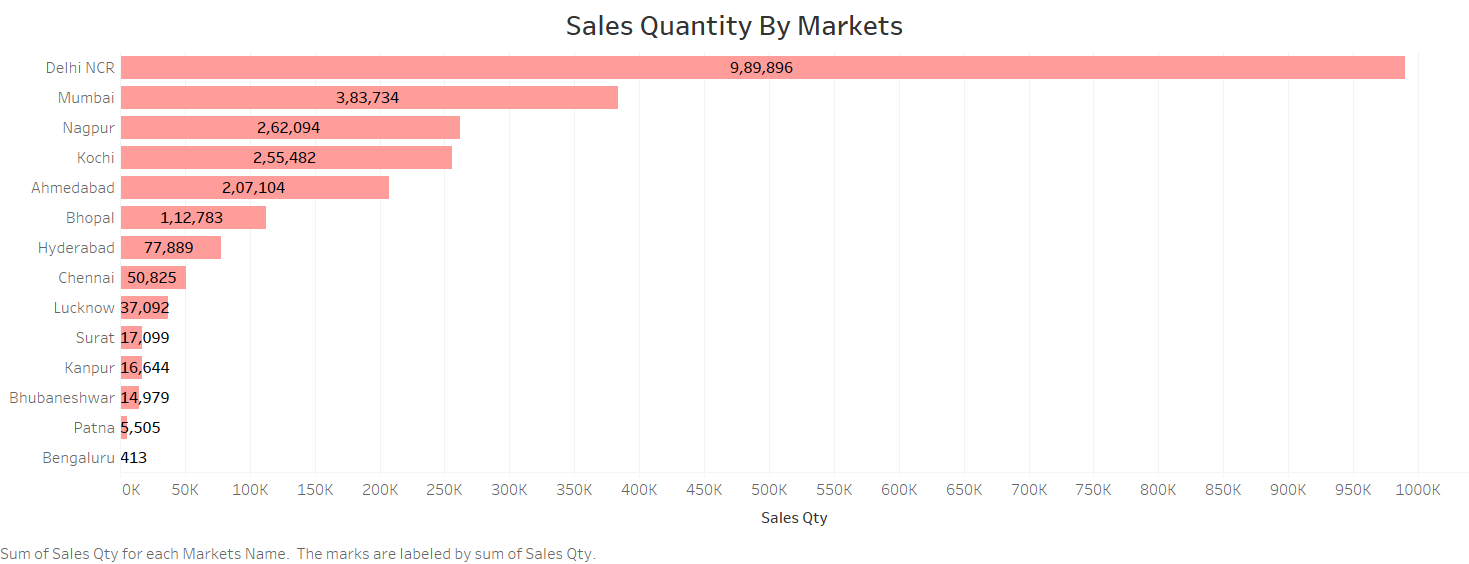 Sales Quantity By Markets
Delhi NCR 9,89,896
Mumbai 3,83,734
Nagpur 2,62,094
Kochi 2,55,482
Ahmedabad 2,07,104
Bhopal 1,12,783
Hyderabad 77,889
Chennai 50,825
Lucknow 37,092
Surat 17,099
Kanpur 16,644
Bhubaneshwar 14,979
Patna 5,505
Bengaluru 413
0K 50K 100K 150K 200K 250K 300K 350K 400K 450K 500K 550K 600K 650K 700K 750K 800K 850K 900K 950K 1000K
Sales Qty
Sum of Sales Qty for each Markets Name. The marks are labeled by sum of Sales Qty.